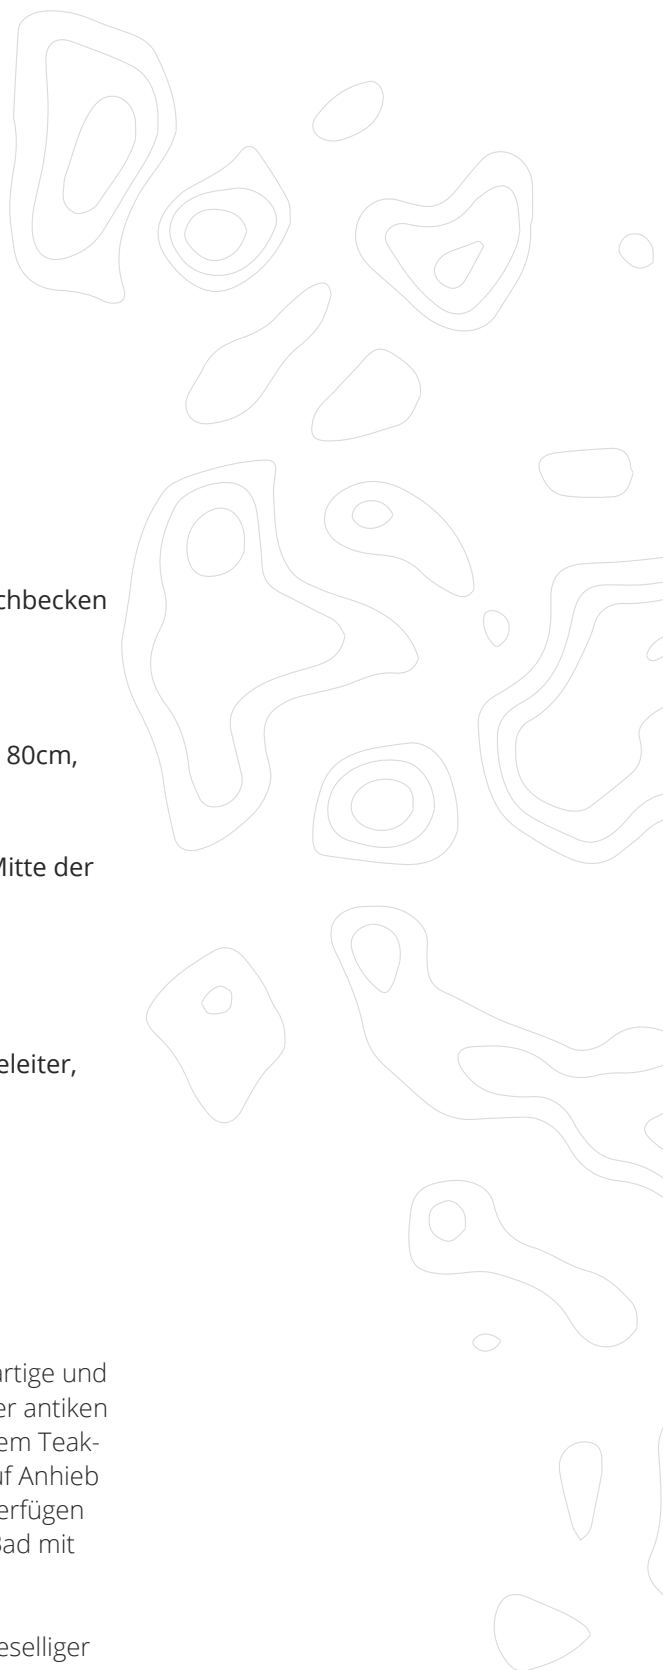 chbecken
80cm,
Mitte der
eleiter,
artige und
er antiken
em Teak-
uf Anhieb
erfügen
Bad mit
eselliger